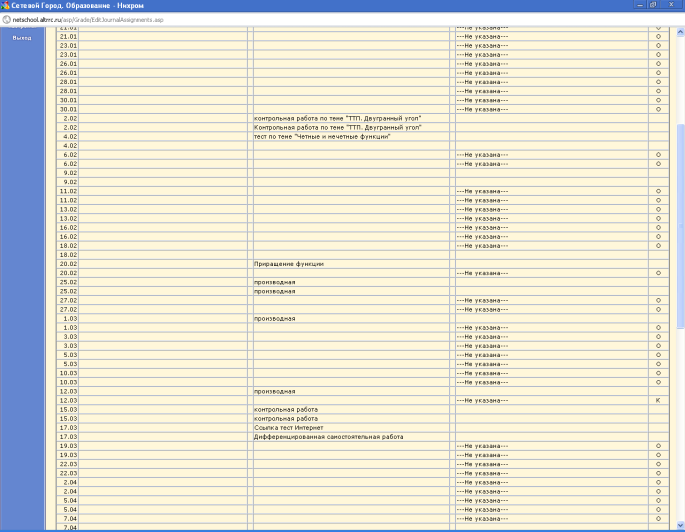 Сетевой Город. Образование - Нихром
netschool.altrrc.ru/asp/Grade/EditJournalAssignments.asp
Выход
21.01 ---Не указана--- О
21.01 ---Не указана--- О
23.01 ---Не указана--- О
23.01 ---Не указана--- О
26.01 ---Не указана--- О
26.01 ---Не указана--- О
28.01 ---Не указана--- О
28.01 ---Не указана--- О
30.01 ---Не указана--- О
30.01 ---Не указана--- О
2.02 контрольная работа по теме "ТТП. Двугранный угол"
2.02 Контрольная работа по теме "ТТП. Двугранный угол"
4.02 тест по теме "Четные и нечетные функции"
4.02
6.02 ---Не указана--- О
6.02 ---Не указана--- О
9.02
9.02
11.02 ---Не указана--- О
11.02 ---Не указана--- О
13.02 ---Не указана--- О
13.02 ---Не указана--- О
16.02 ---Не указана--- О
16.02 ---Не указана--- О
18.02 ---Не указана--- О
18.02
20.02 Приращение функции
20.02 ---Не указана--- О
25.02 производная
25.02 производная
27.02 ---Не указана--- О
27.02 ---Не указана--- О
1.03 производная
1.03 ---Не указана--- О
3.03 ---Не указана--- О
3.03 ---Не указана--- О
5.03 ---Не указана--- О
5.03 ---Не указана--- О
10.03 ---Не указана--- О
10.03 ---Не указана--- О
12.03 производная
12.03 ---Не указана--- К
15.03 контрольная работа
15.03 контрольная работа
17.03 Ссылка тест Интернет
17.03 Дифференцированная самостоятельная работа
19.03 ---Не указана--- О
19.03 ---Не указана--- О
22.03 ---Не указана--- О
22.03 ---Не указана--- О
2.04 ---Не указана--- О
2.04 ---Не указана--- О
5.04 ---Не указана--- О
5.04 ---Не указана--- О
7.04 ---Не указана--- О
7.04